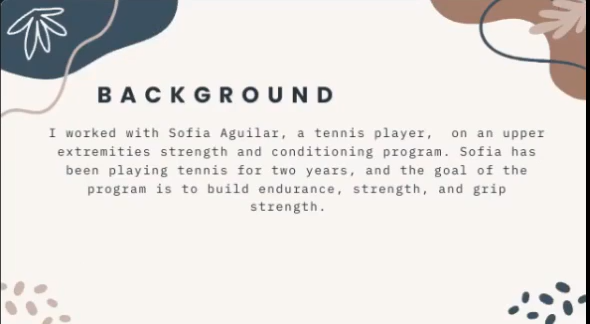 BACKGROUND
I worked with Sofia Aguilar, a tennis player,  on an upper
extremities strength and conditioning program. Sofia has
been playing tennis for two years, and the goal of the
program is to build endurance, strength, and grip
strength.